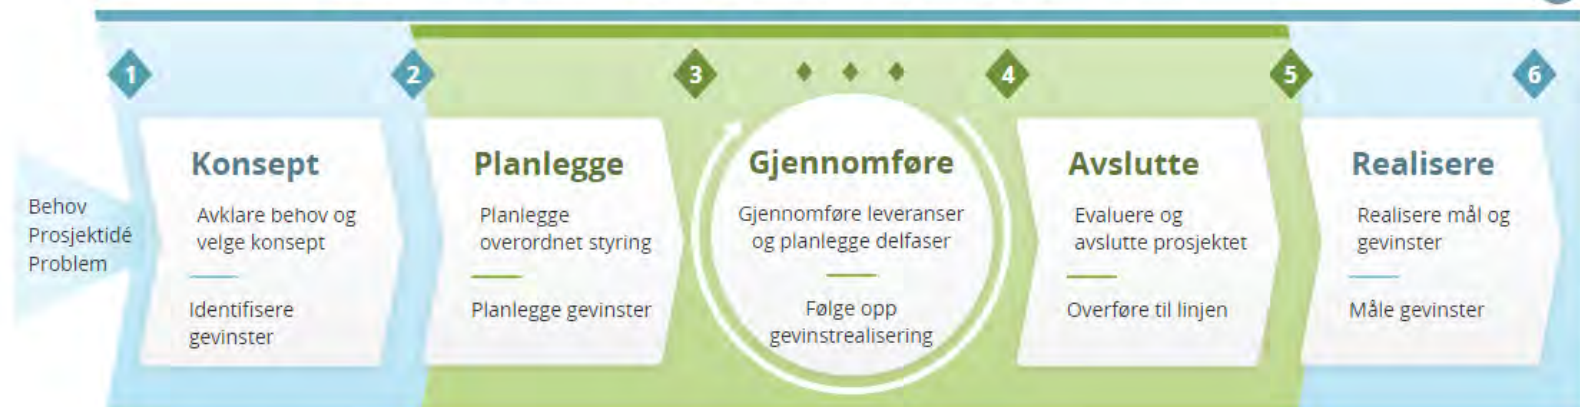 1
2
3
4
5
6
Behov
Prosjektidé
Problem
Konsept
Avklare behov og
velge konsept
Identifisere
gevinster
Planlegge
Planlegge
overordnet styring
Planlegge gevinster
Gjennomføre
Gjennomføre leveranser
og planlegge delfaser
Følge opp
gevinstrealisering
Avslutte
Evaluere og
avslutte prosjektet
Overføre til linjen
Realisere
Realisere mål og
gevinster
Måle gevinster